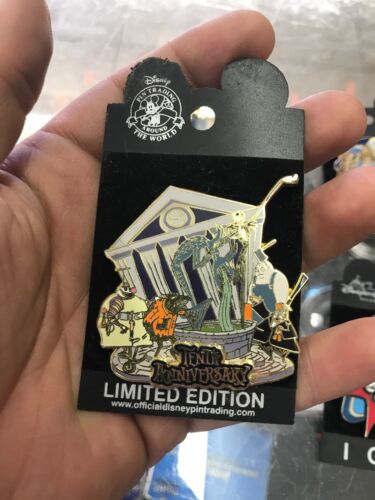 Disney
PIN TRADING
AROUND
THE WORLD
TENTH
ANNIVERSARY
LIMITED EDITION
www.officialdisneypintrading.com